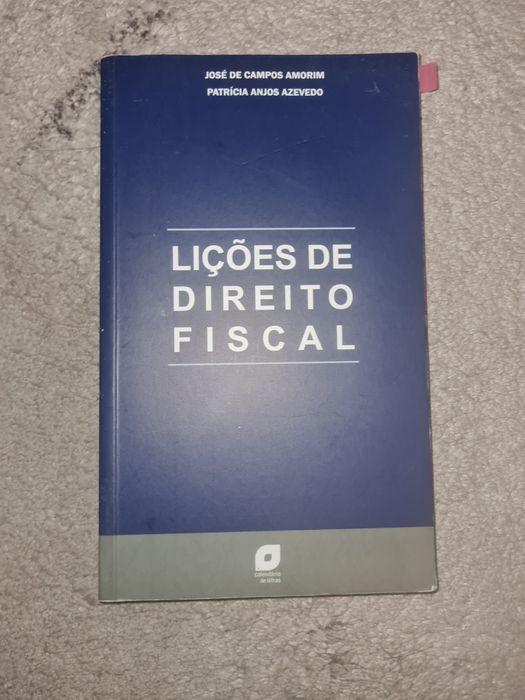 JOSÉ DE CAMPOS AMORIM
PATRÍCIA ANJOS AZEVEDO
LIÇÕES DE
DIREITO
FISCAL
calendário
de letras